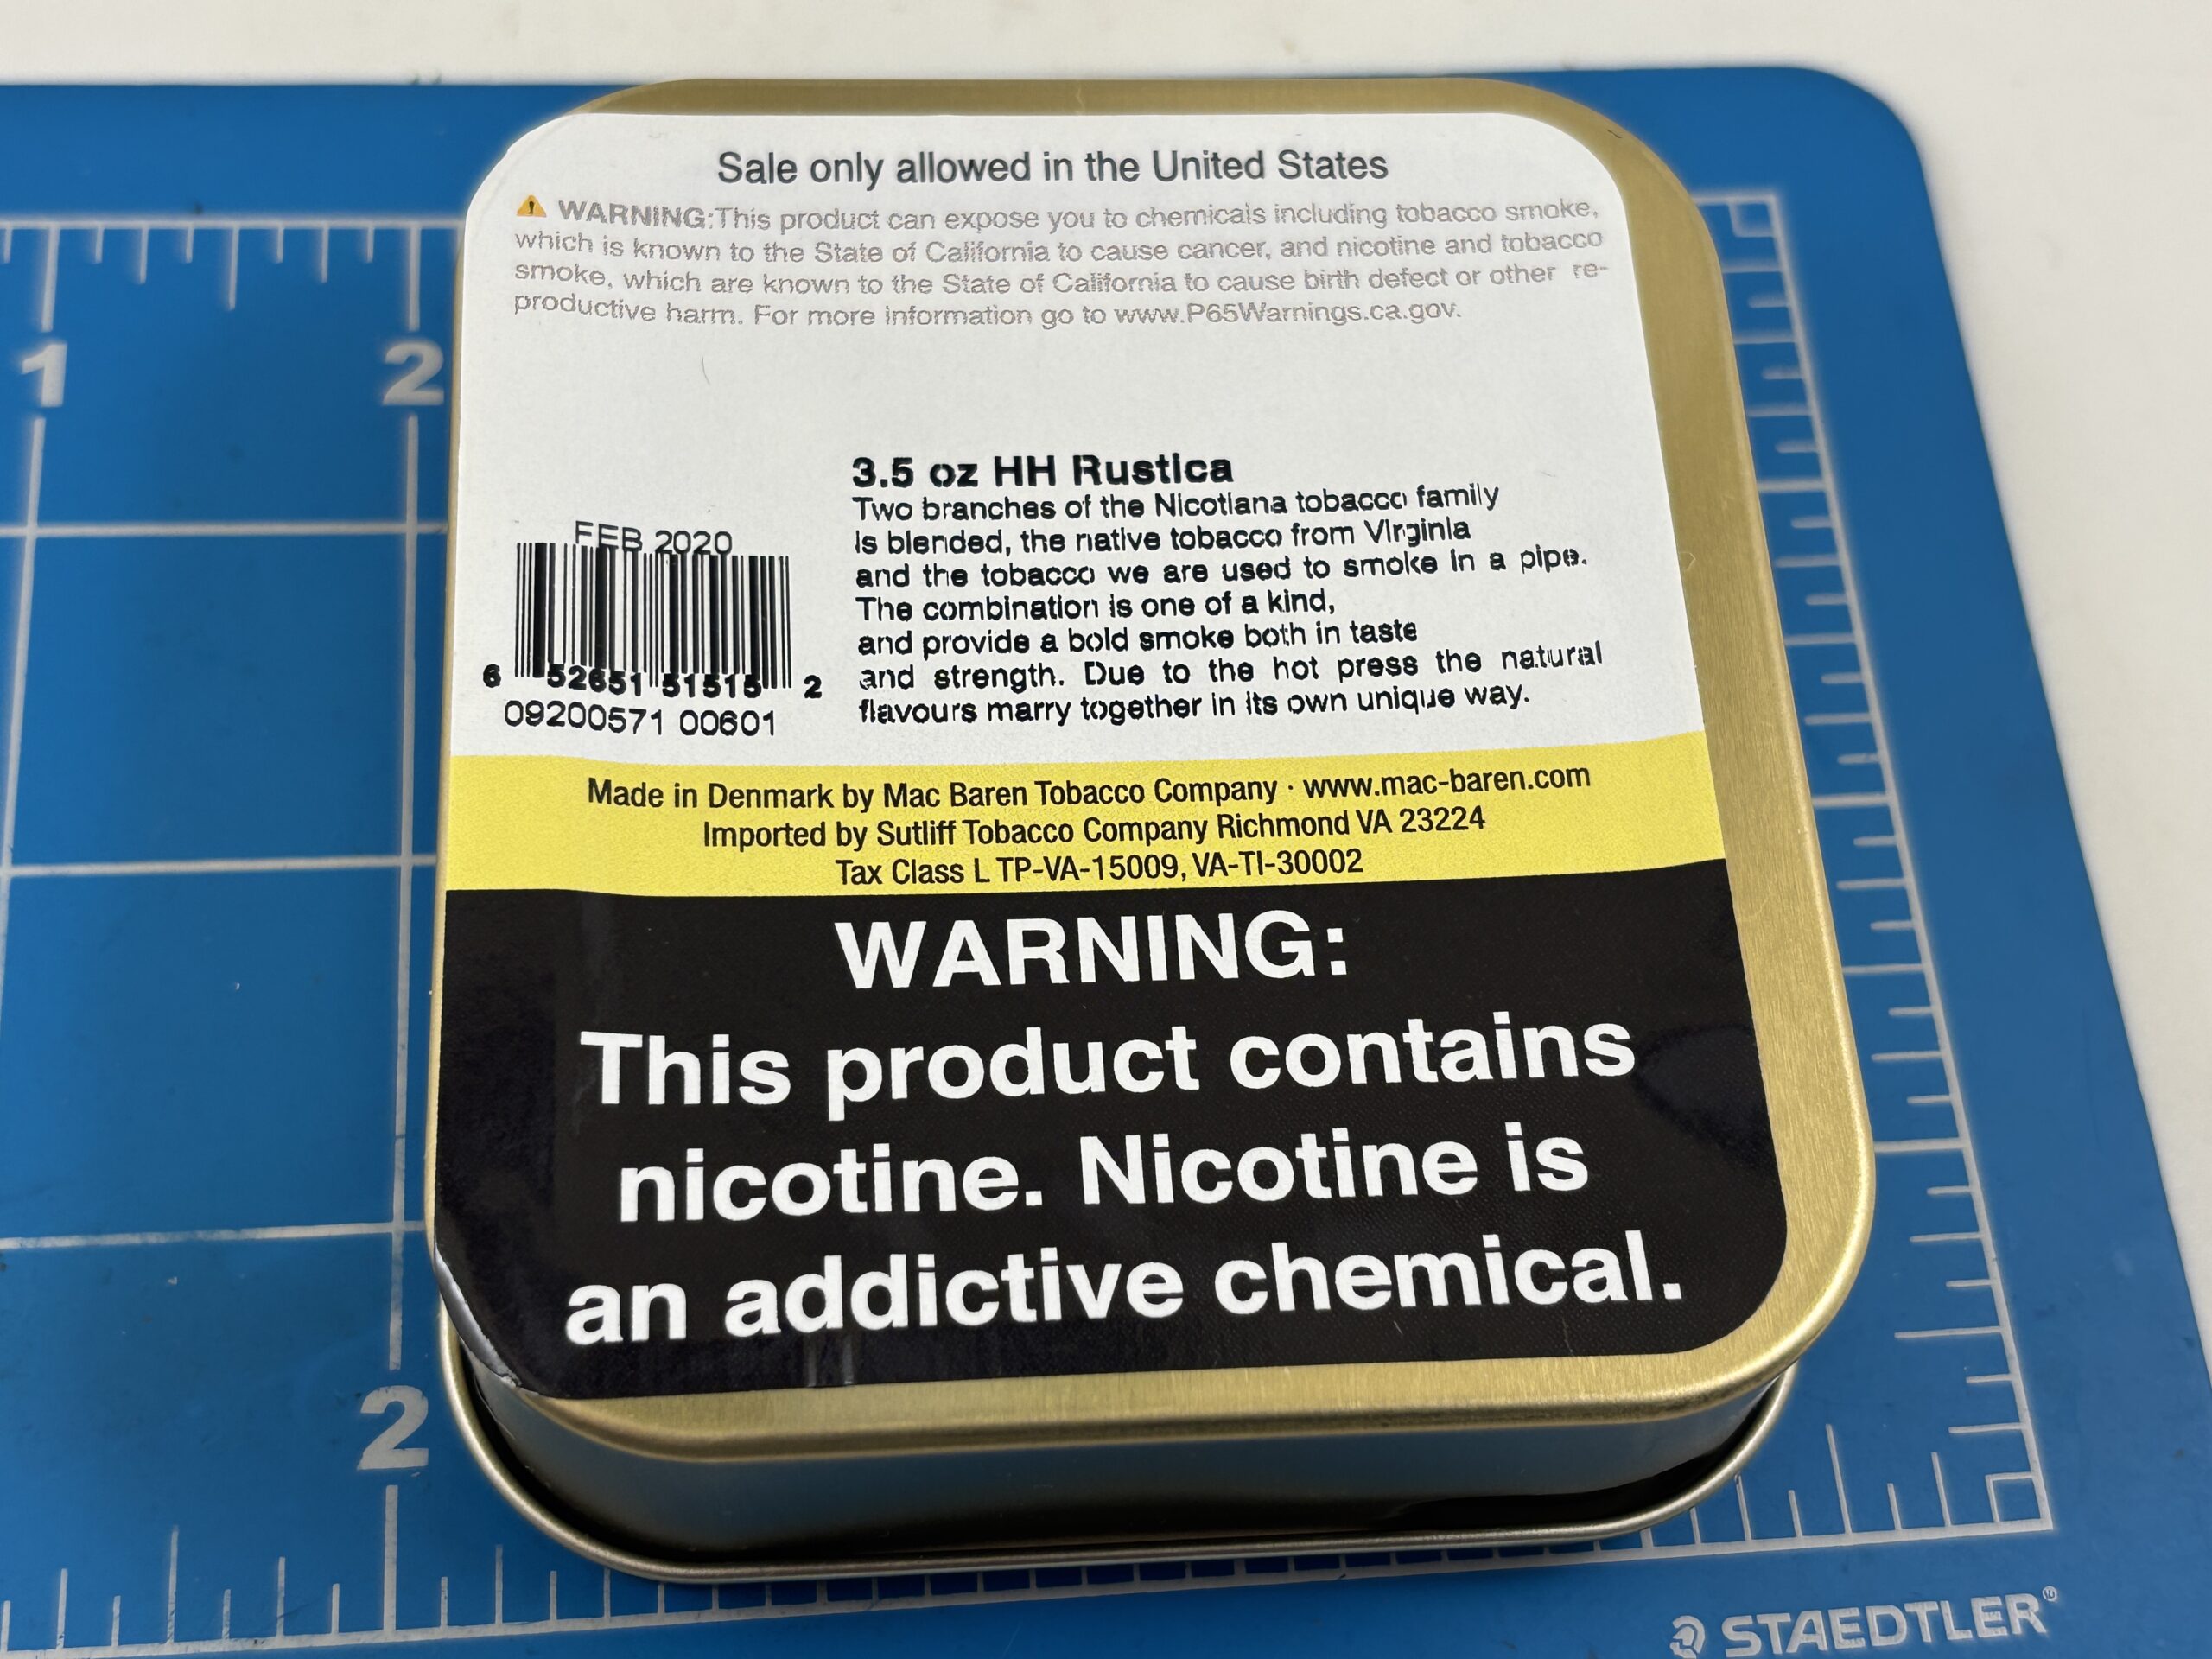 Sale only allowed in the United States
⚠ WARNING:This product can expose you to chemicals including tobacco smoke,
which is known to the State of California to cause cancer, and nicotine and tobacco
smoke, which are known to the State of California to cause birth defect or other re-
productive harm. For more information go to www.P65Warnings.ca.gov.
1
2
3.5 oz HH Rustica
Two branches of the Nicotiana tobacco family
is blended, the native tobacco from Virginia
and the tobacco we are used to smoke in a pipe.
The combination is one of a kind,
and provide a bold smoke both in taste
and strength. Due to the hot press the natural
flavours marry together in its own unique way.
FEB 2020
6 52651 51515 2
09200571 00601
Made in Denmark by Mac Baren Tobacco Company · www.mac-baren.com
Imported by Sutliff Tobacco Company Richmond VA 23224
Tax Class L TP-VA-15009, VA-TI-30002
WARNING:
This product contains
nicotine. Nicotine is
an addictive chemical.
2
STAEDTLER®